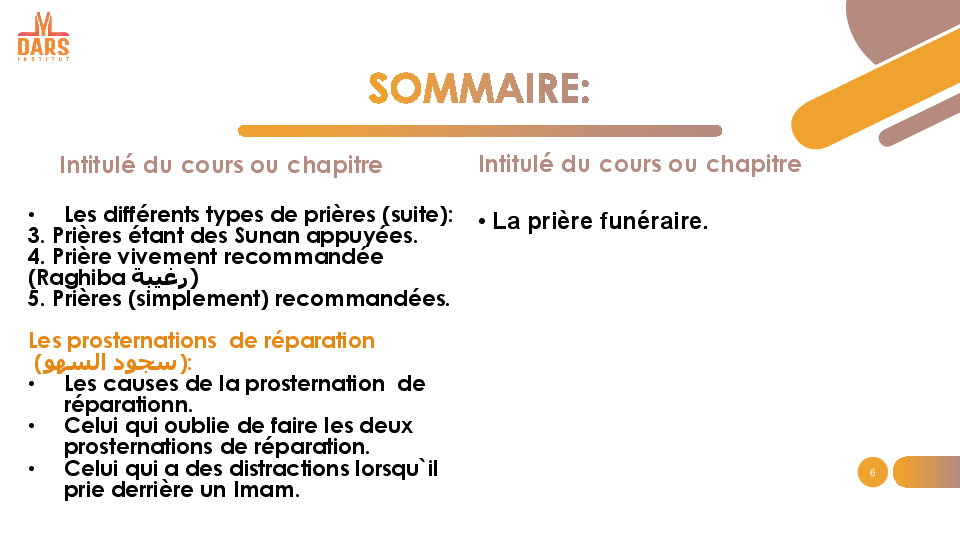 DARS
INSTITUT
SOMMAIRE:
Intitulé du cours ou chapitre
• Les différents types de prières (suite):
3. Prières étant des Sunan appuyées.
4. Prière vivement recommandée
(Raghiba رغيبة)
5. Prières (simplement) recommandées.
Les prosternations de réparation
(سجود السهو):
• Les causes de la prosternation de
réparationn.
• Celui qui oublie de faire les deux
prosternations de réparation.
• Celui qui a des distractions lorsqu`il
prie derrière un Imam.
Intitulé du cours ou chapitre
• La prière funéraire.
6